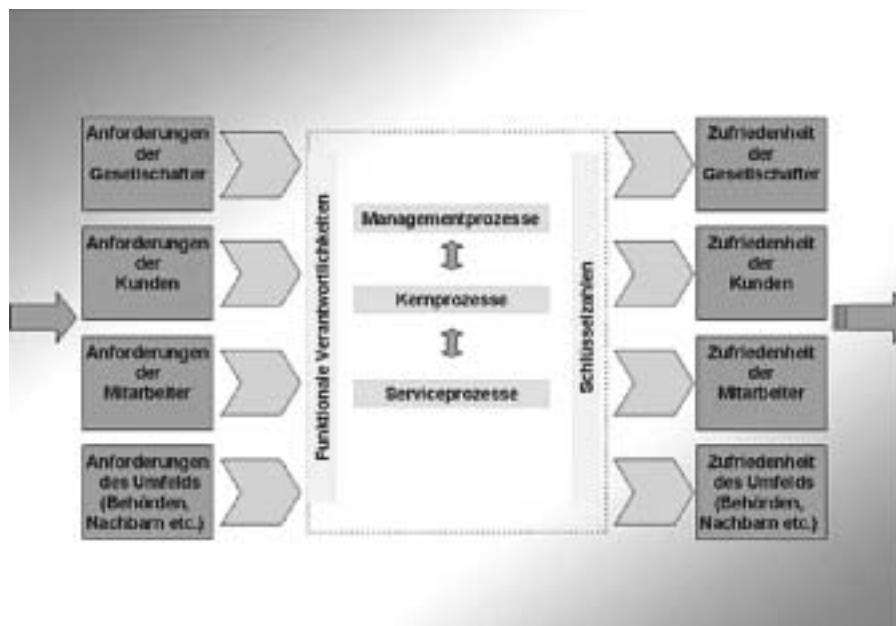 Anforderungen
der
Gesellschafter
Anforderungen
der
Kunden
Anforderungen
der
Mitarbeiter
Anforderungen
des Umfelds
(Behörden,
Nachbarn etc.)
Funktionale Verantwortlichkeiten
Managementprozesse
Kernprozesse
Serviceprozesse
Schlüsselzahlen
Zufriedenheit
der
Gesellschafter
Zufriedenheit
der
Kunden
Zufriedenheit
der
Mitarbeiter
Zufriedenheit
des Umfelds
(Behörden,
Nachbarn etc.)